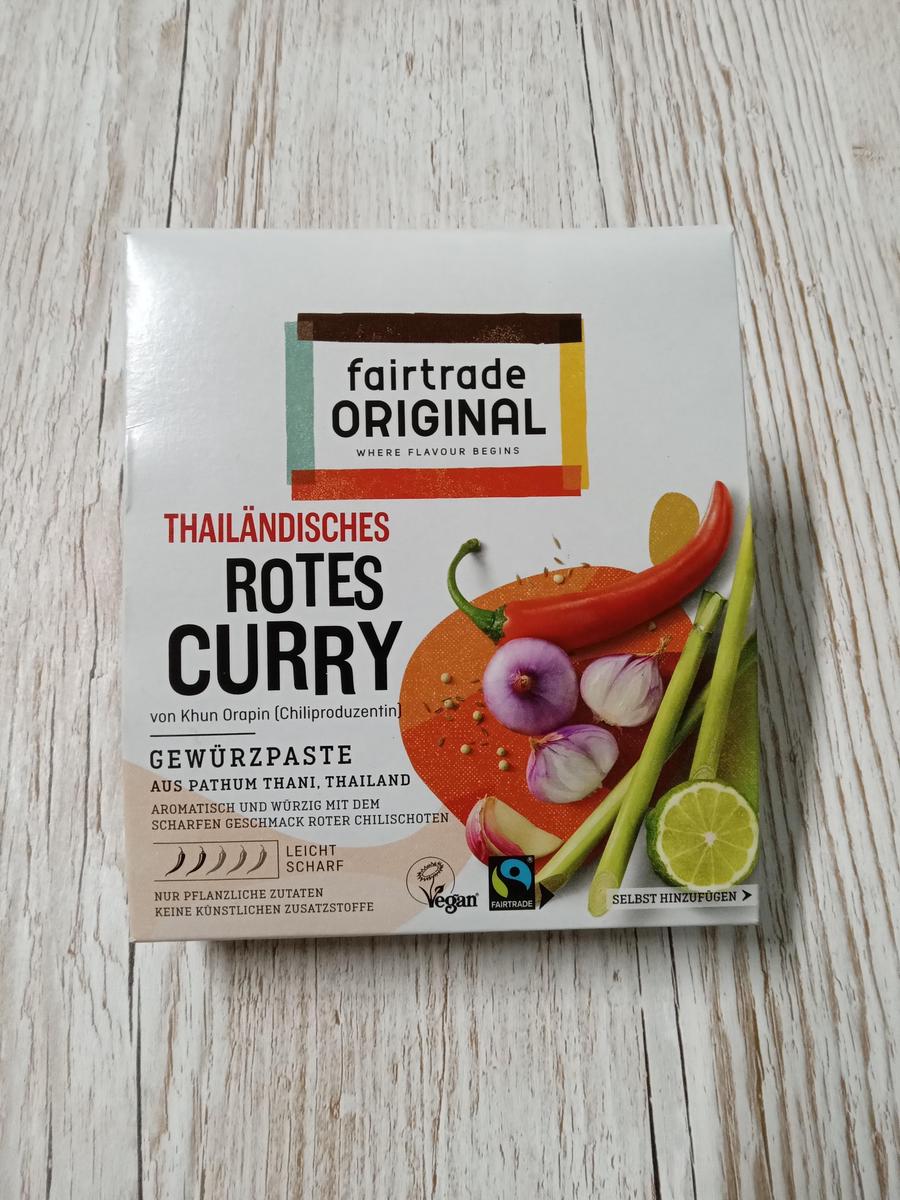 fairtrade
ORIGINAL
WHERE FLAVOUR BEGINS
THAILÄNDISCHES
ROTES
CURRY
von Khun Orapin (Chiliproduzentin)
GEWÜRZPASTE
AUS PATHUM THANI, THAILAND
AROMATISCH UND WÜRZIG MIT DEM
SCHARFEN GESCHMACK ROTER CHILISCHOTEN
LEICHT
SCHARF
NUR PFLANZLICHE ZUTATEN
KEINE KÜNSTLICHEN ZUSATZSTOFFE
Vegan
FAIRTRADE
SELBST HINZUFÜGEN